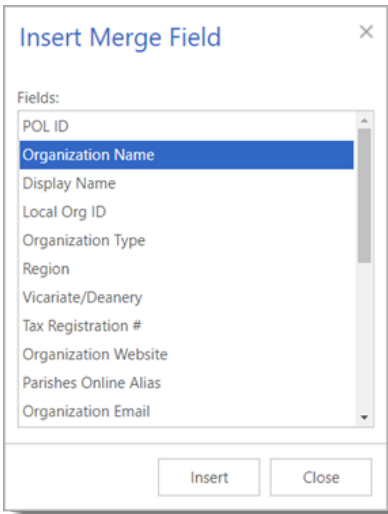 Insert Merge Field
Fields:
POL ID
Organization Name
Display Name
Local Org ID
Organization Type
Region
Vicariate/Deanery
Tax Registration #
Organization Website
Parishes Online Alias
Organization Email
Insert Close